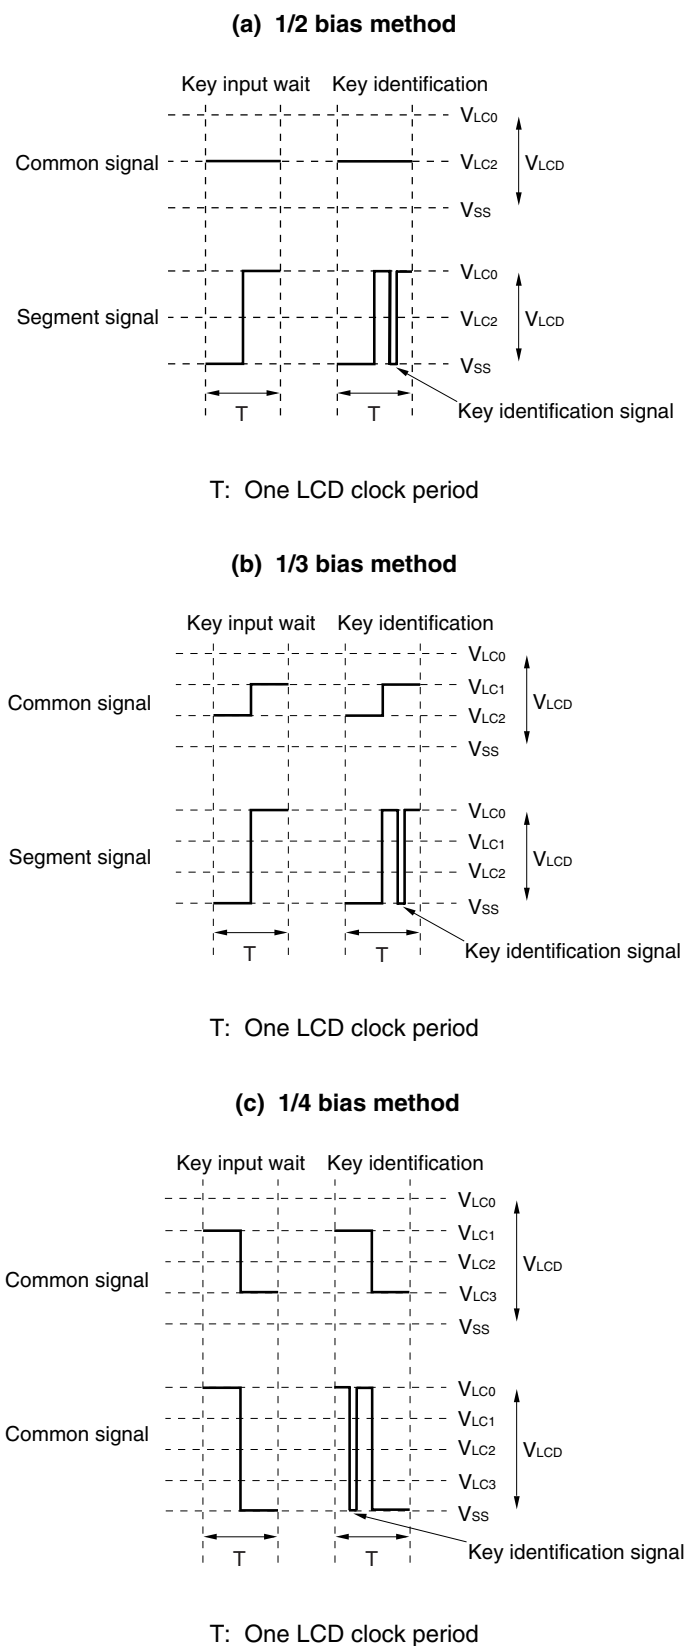 (a) 1/2 bias method
Key input wait Key identification
VLC0
Common signal
VLC2
VLCD
VSS
VLC0
Segment signal
VLC2
VLCD
VSS
T T
Key identification signal
T: One LCD clock period
(b) 1/3 bias method
Key input wait Key identification
VLC0
VLC1
Common signal
VLCD
VLC2
VSS
VLC0
VLC1
Segment signal
VLCD
VLC2
VSS
T T
Key identification signal
T: One LCD clock period
(c) 1/4 bias method
Key input wait Key identification
VLC0
VLC1
VLC2
VLCD
Common signal
VLC3
VSS
VLC0
VLC1
Common signal
VLC2
VLCD
VLC3
VSS
T T
Key identification signal
T: One LCD clock period